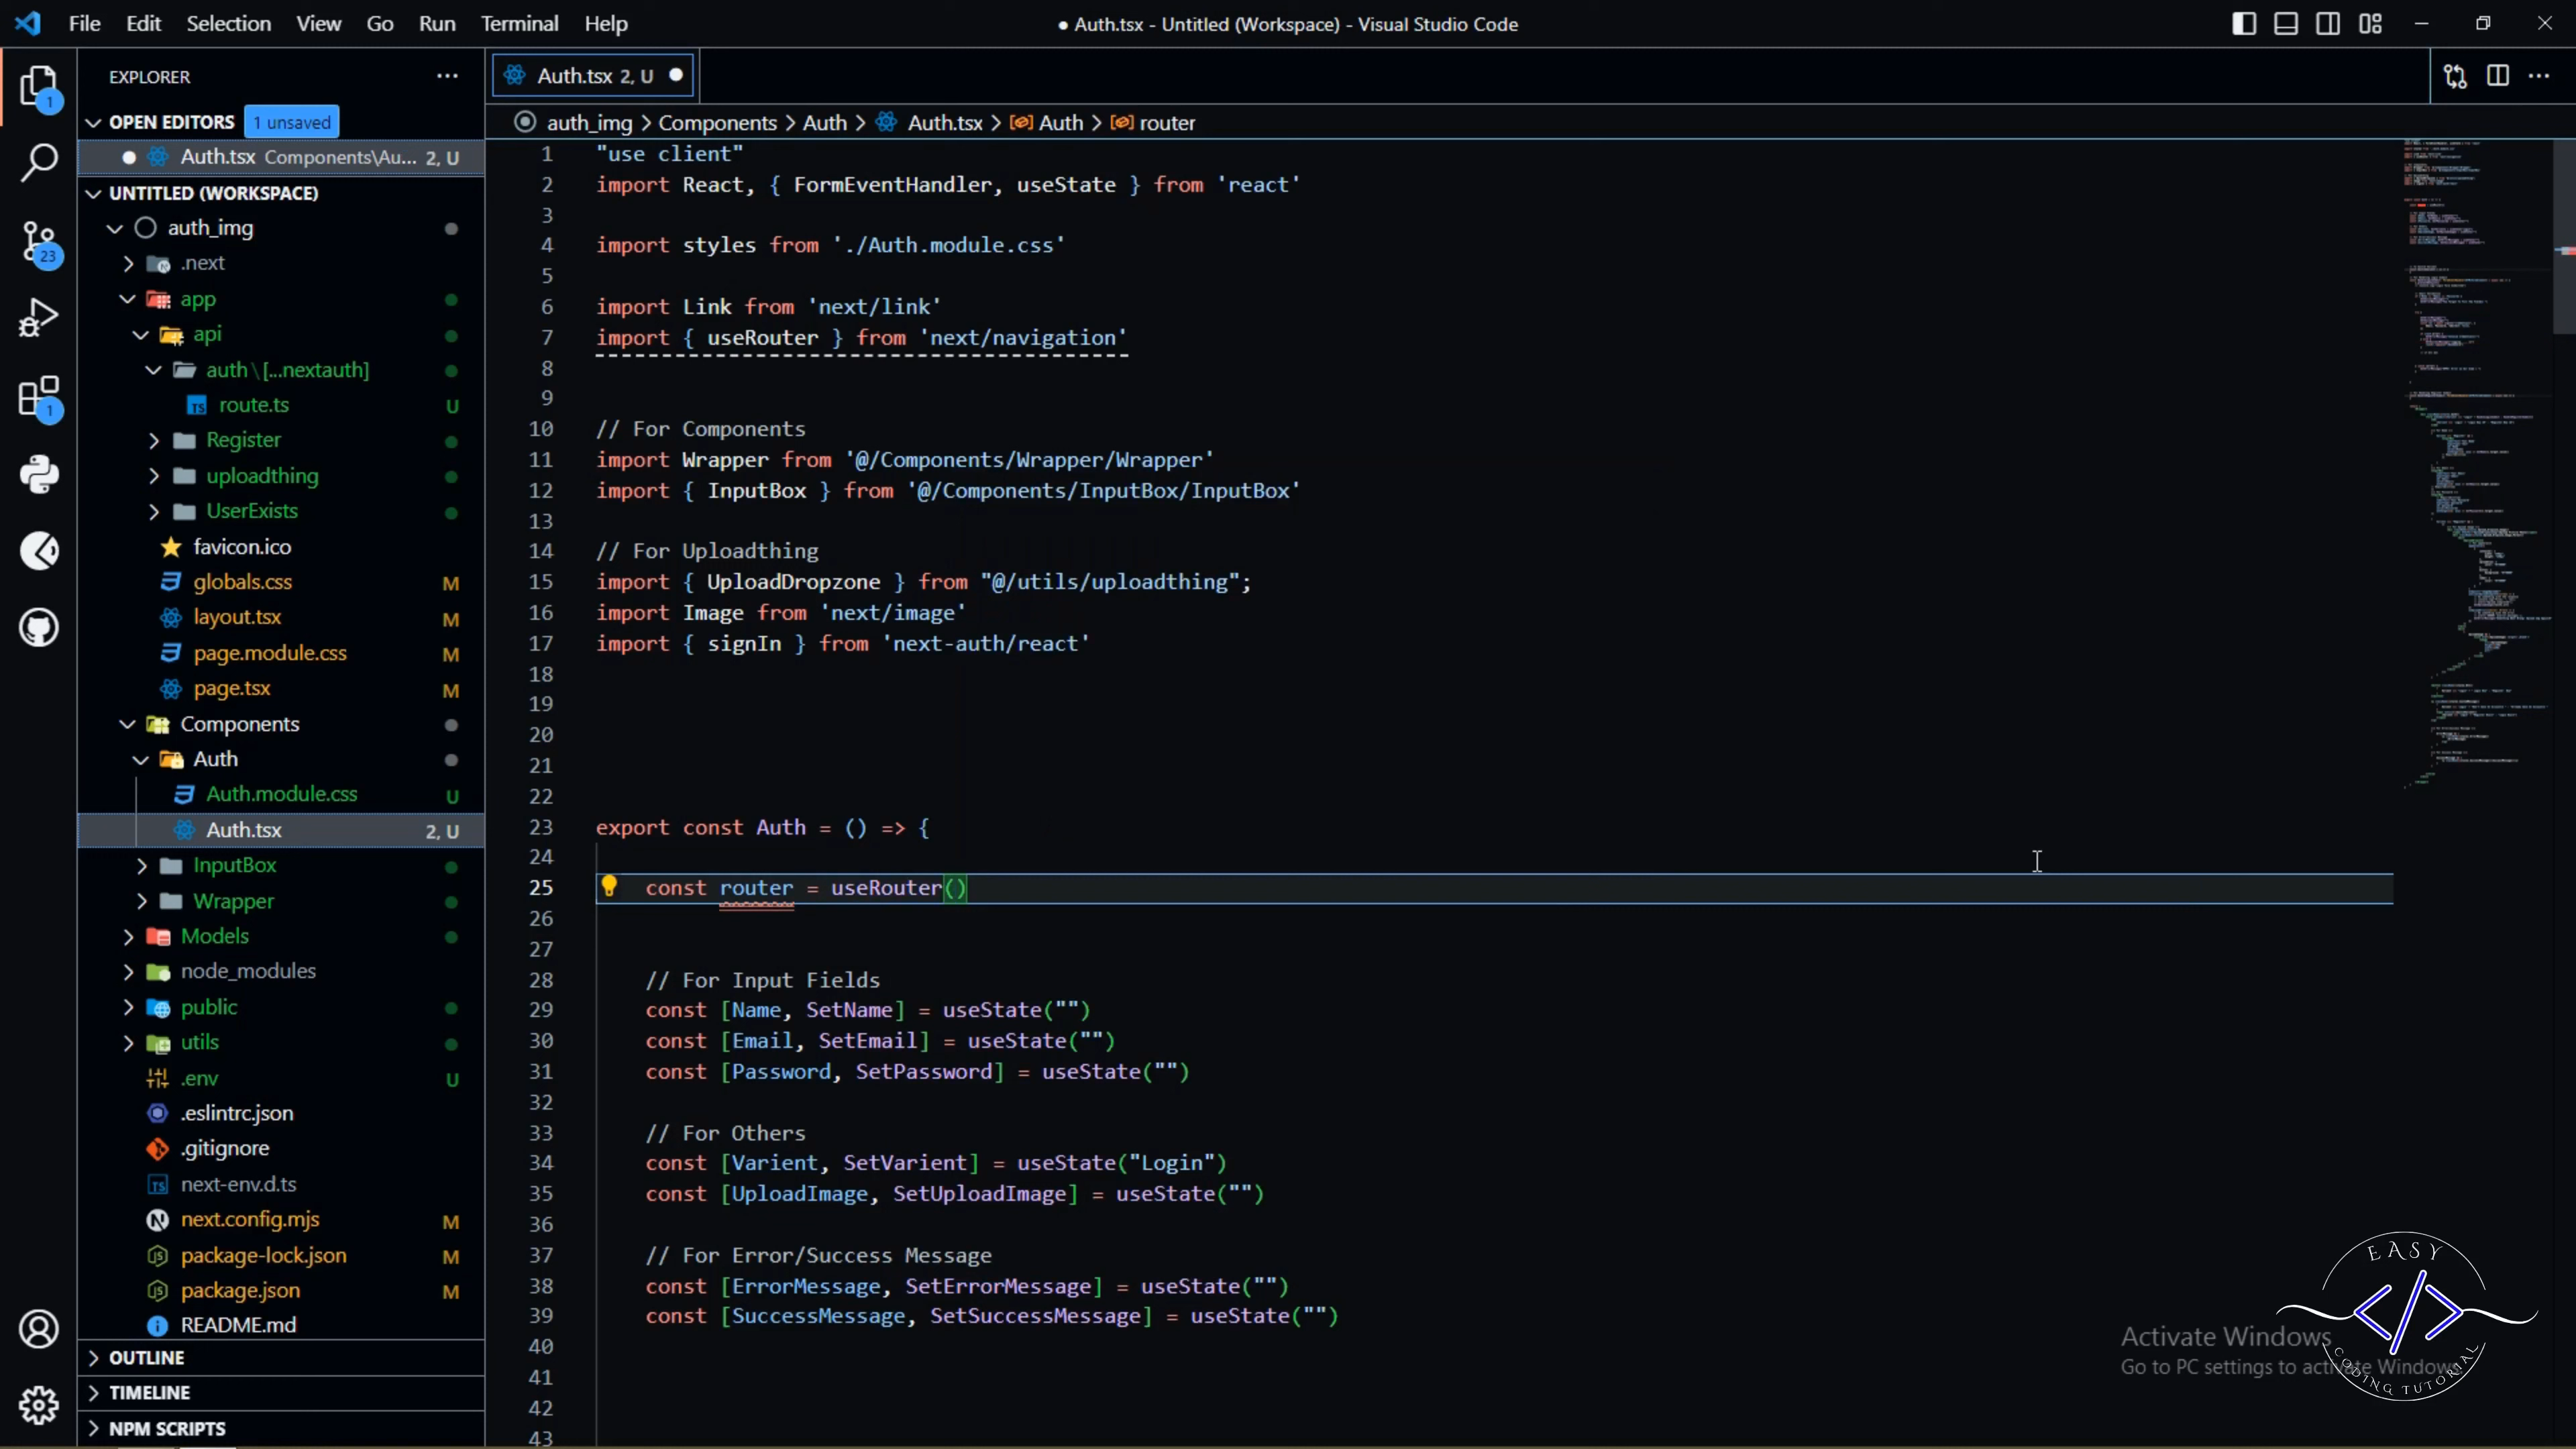 File Edit Selection View Go Run Terminal Help
● Auth.tsx - Untitled (Workspace) - Visual Studio Code
EXPLORER
OPEN EDITORS 1 unsaved
Auth.tsx Components\Au... 2, U
UNTITLED (WORKSPACE)
auth_img
.next
app
api
auth\[...nextauth]
route.ts U
Register
uploadthing
UserExists
favicon.ico
globals.css M
layout.tsx M
page.module.css M
page.tsx M
Components
Auth
Auth.module.css U
Auth.tsx 2, U
InputBox
Wrapper
Models
node_modules
public
utils
.env U
.eslintrc.json
.gitignore
next-env.d.ts
next.config.mjs M
package-lock.json M
package.json M
README.md
OUTLINE
TIMELINE
NPM SCRIPTS
1
23
1
Auth.tsx 2, U
auth_img > Components > Auth > Auth.tsx > Auth > router
1 "use client"
2 import React, { FormEventHandler, useState } from 'react'
3
4 import styles from './Auth.module.css'
5
6 import Link from 'next/link'
7 import { useRouter } from 'next/navigation'
8
9
10 // For Components
11 import Wrapper from '@/Components/Wrapper/Wrapper'
12 import { InputBox } from '@/Components/InputBox/InputBox'
13
14 // For Uploadthing
15 import { UploadDropzone } from "@/utils/uploadthing";
16 import Image from 'next/image'
17 import { signIn } from 'next-auth/react'
18
19
20
21
22
23 export const Auth = () => {
24
25 const router = useRouter()
26
27
28 // For Input Fields
29 const [Name, SetName] = useState("")
30 const [Email, SetEmail] = useState("")
31 const [Password, SetPassword] = useState("")
32
33 // For Others
34 const [Varient, SetVarient] = useState("Login")
35 const [UploadImage, SetUploadImage] = useState("")
36
37 // For Error/Success Message
38 const [ErrorMessage, SetErrorMessage] = useState("")
39 const [SuccessMessage, SetSuccessMessage] = useState("")
40
41
42
43
Activate Windows
Go to PC settings to activate Windows.
EASY
</>
CODING TUTORIAL